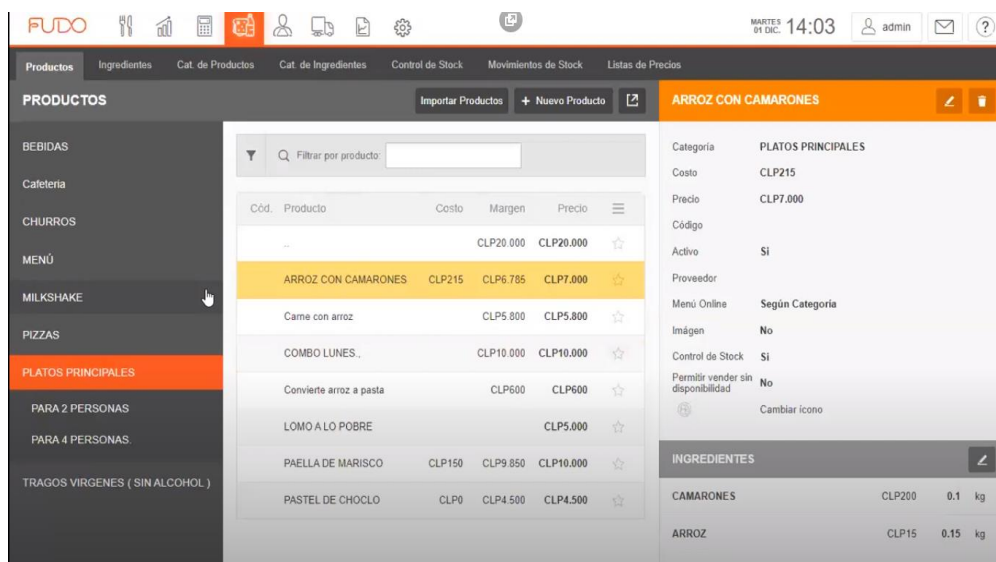 FUDO
MARTES 01 DIC. 14:03 admin ?
Productos Ingredientes Cat. de Productos Cat. de Ingredientes Control de Stock Movimientos de Stock Listas de Precios
PRODUCTOS Importar Productos + Nuevo Producto
BEBIDAS
Cafeteria
CHURROS
MENÚ
MILKSHAKE
PIZZAS
PLATOS PRINCIPALES
PARA 2 PERSONAS
PARA 4 PERSONAS.
TRAGOS VIRGENES ( SIN ALCOHOL )
Filtrar por producto:
Cód. Producto Costo Margen Precio
.. CLP20.000 CLP20.000
ARROZ CON CAMARONES CLP215 CLP6.785 CLP7.000
Carne con arroz CLP5.800 CLP5.800
COMBO LUNES.. CLP10.000 CLP10.000
Convierte arroz a pasta CLP600 CLP600
LOMO A LO POBRE CLP5.000
PAELLA DE MARISCO CLP150 CLP9.850 CLP10.000
PASTEL DE CHOCLO CLP0 CLP4.500 CLP4.500
ARROZ CON CAMARONES
Categoría PLATOS PRINCIPALES
Costo CLP215
Precio CLP7.000
Código
Activo Si
Proveedor
Menú Online Según Categoría
Imágen No
Control de Stock Si
Permitir vender sin disponibilidad No
Cambiar ícono
INGREDIENTES
CAMARONES CLP200 0.1 kg
ARROZ CLP15 0.15 kg